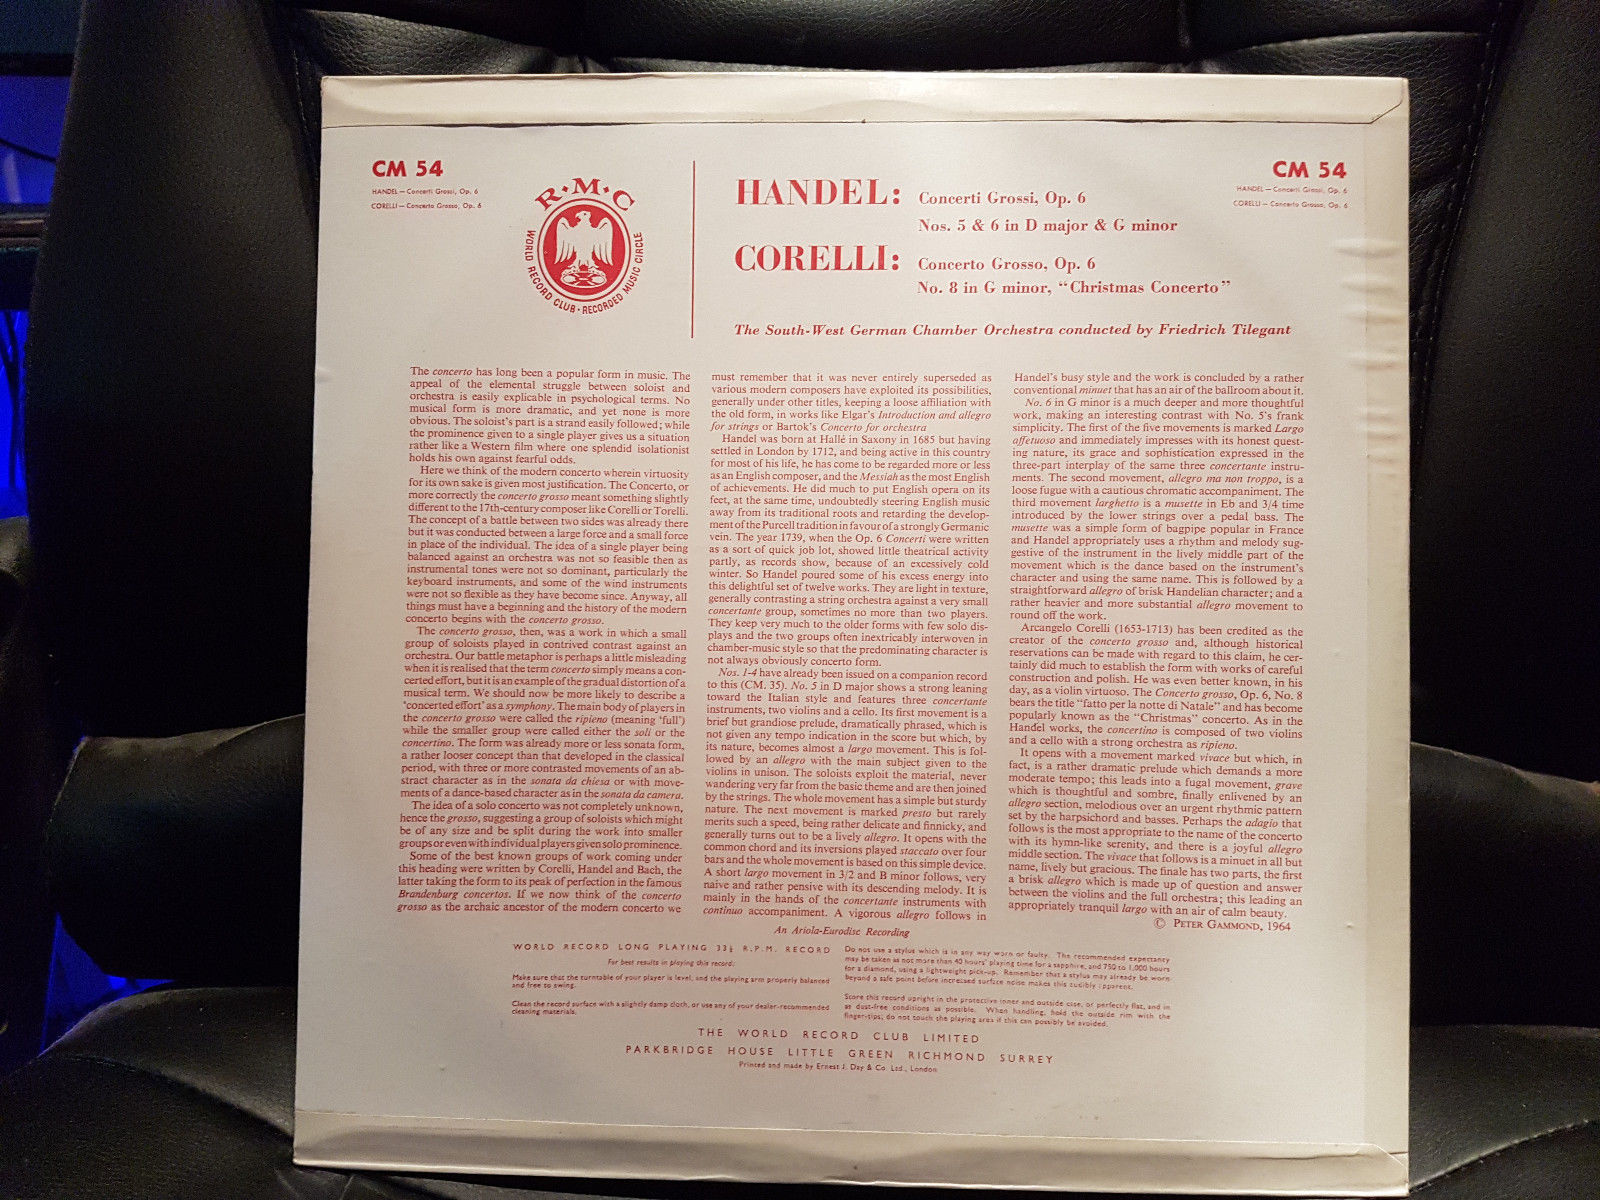 CM 54
HANDEL — Concerti Grossi, Op. 6
CORELLI — Concerto Grosso, Op. 6
R·M·C
WORLD RECORD CLUB · RECORDED MUSIC CIRCLE
HANDEL: Concerti Grossi, Op. 6
Nos. 5 & 6 in D major & G minor
CORELLI: Concerto Grosso, Op. 6
No. 8 in G minor, “Christmas Concerto”
The South-West German Chamber Orchestra conducted by Friedrich Tilegant
CM 54
HANDEL — Concerti Grossi, Op. 6
CORELLI — Concerto Grosso, Op. 6
The concerto has long been a popular form in music. The
appeal of the elemental struggle between soloist and
orchestra is easily explicable in psychological terms. No
musical form is more dramatic, and yet none is more
obvious. The soloist's part is a strand easily followed; while
the prominence given to a single player gives us a situation
rather like a Western film where one splendid isolationist
holds his own against fearful odds.
Here we think of the modern concerto wherein virtuosity
for its own sake is given most justification. The Concerto, or
more correctly the concerto grosso meant something slightly
different to the 17th-century composer like Corelli or Torelli.
The concept of a battle between two sides was already there
but it was conducted between a large force and a small force
in place of the individual. The idea of a single player being
balanced against an orchestra was not so feasible then as
instrumental tones were not so dominant, particularly the
keyboard instruments, and some of the wind instruments
were not so flexible as they have become since. Anyway, all
things must have a beginning and the history of the modern
concerto begins with the concerto grosso.
The concerto grosso, then, was a work in which a small
group of soloists played in contrived contrast against an
orchestra. Our battle metaphor is perhaps a little misleading
when it is realised that the term concerto simply means a con-
certed effort, but it is an example of the gradual distortion of a
musical term. We should now be more likely to describe a
'concerted effort' as a symphony. The main body of players in
the concerto grosso were called the ripieno (meaning 'full')
while the smaller group were called either the soli or the
concertino. The form was already more or less sonata form,
a rather looser concept than that developed in the classical
period, with three or more contrasted movements of an ab-
stract character as in the sonata da chiesa or with move-
ments of a dance-based character as in the sonata da camera.
The idea of a solo concerto was not completely unknown,
hence the grosso, suggesting a group of soloists which might
be of any size and be split during the work into smaller
groups or even with individual players given solo prominence.
Some of the best known groups of work coming under
this heading were written by Corelli, Handel and Bach, the
latter taking the form to its peak of perfection in the famous
Brandenburg concertos. If we now think of the concerto
grosso as the archaic ancestor of the modern concerto we
must remember that it was never entirely superseded as
various modern composers have exploited its possibilities,
generally under other titles, keeping a loose affiliation with
the old form, in works like Elgar's Introduction and allegro
for strings or Bartok's Concerto for orchestra
Handel was born at Hallé in Saxony in 1685 but having
settled in London by 1712, and being active in this country
for most of his life, he has come to be regarded more or less
as an English composer, and the Messiah as the most English
of achievements. He did much to put English opera on its
feet, at the same time, undoubtedly steering English music
away from its traditional roots and retarding the develop-
ment of the Purcell tradition in favour of a strongly Germanic
vein. The year 1739, when the Op. 6 Concerti were written
as a sort of quick job lot, showed little theatrical activity
partly, as records show, because of an excessively cold
winter. So Handel poured some of his excess energy into
this delightful set of twelve works. They are light in texture,
generally contrasting a string orchestra against a very small
concertante group, sometimes no more than two players.
They keep very much to the older forms with few solo dis-
plays and the two groups often inextricably interwoven in
chamber-music style so that the predominating character is
not always obviously concerto form.
Nos. 1-4 have already been issued on a companion record
to this (CM. 35). No. 5 in D major shows a strong leaning
toward the Italian style and features three concertante
instruments, two violins and a cello. Its first movement is a
brief but grandiose prelude, dramatically phrased, which is
not given any tempo indication in the score but which, by
its nature, becomes almost a largo movement. This is fol-
lowed by an allegro with the main subject given to the
violins in unison. The soloists exploit the material, never
wandering very far from the basic theme and are then joined
by the strings. The whole movement has a simple but sturdy
nature. The next movement is marked presto but rarely
merits such a speed, being rather delicate and finnicky, and
generally turns out to be a lively allegro. It opens with the
common chord and its inversions played staccato over four
bars and the whole movement is based on this simple device.
A short largo movement in 3/2 and B minor follows, very
naive and rather pensive with its descending melody. It is
mainly in the hands of the concertante instruments with
continuo accompaniment. A vigorous allegro follows in
Handel's busy style and the work is concluded by a rather
conventional minuet that has an air of the ballroom about it.
No. 6 in G minor is a much deeper and more thoughtful
work, making an interesting contrast with No. 5's frank
simplicity. The first of the five movements is marked Largo
affetuoso and immediately impresses with its honest quest-
ing nature, its grace and sophistication expressed in the
three-part interplay of the same three concertante instru-
ments. The second movement, allegro ma non troppo, is a
loose fugue with a cautious chromatic accompaniment. The
third movement larghetto is a musette in Eb and 3/4 time
introduced by the lower strings over a pedal bass. The
musette was a simple form of bagpipe popular in France
and Handel appropriately uses a rhythm and melody sug-
gestive of the instrument in the lively middle part of the
movement which is the dance based on the instrument's
character and using the same name. This is followed by a
straightforward allegro of brisk Handelian character; and a
rather heavier and more substantial allegro movement to
round off the work.
Arcangelo Corelli (1653-1713) has been credited as the
creator of the concerto grosso and, although historical
reservations can be made with regard to this claim, he cer-
tainly did much to establish the form with works of careful
construction and polish. He was even better known, in his
day, as a violin virtuoso. The Concerto grosso, Op. 6, No. 8
bears the title “fatto per la notte di Natale” and has become
popularly known as the “Christmas” concerto. As in the
Handel works, the concertino is composed of two violins
and a cello with a strong orchestra as ripieno.
It opens with a movement marked vivace but which, in
fact, is a rather dramatic prelude which demands a more
moderate tempo; this leads into a fugal movement, grave
which is thoughtful and sombre, finally enlivened by an
allegro section, melodious over an urgent rhythmic pattern
set by the harpsichord and basses. Perhaps the adagio that
follows is the most appropriate to the name of the concerto
with its hymn-like serenity, and there is a joyful allegro
middle section. The vivace that follows is a minuet in all but
name, lively but gracious. The finale has two parts, the first
a brisk allegro which is made up of question and answer
between the violins and the full orchestra; this leading an
appropriately tranquil largo with an air of calm beauty.
© PETER GAMMOND, 1964
An Ariola-Eurodisc Recording
WORLD RECORD LONG PLAYING 33⅓ R.P.M. RECORD
For best results in playing this record:
Make sure that the turntable of your player is level, and the playing arm properly balanced
and free to swing.
Clean the record surface with a slightly damp cloth, or use any of your dealer-recommended
cleaning materials.
Do not use a stylus which is in any way worn or faulty. The recommended expectancy
may be taken as not more than 40 hours' playing time for a sapphire, and 750 to 1,000 hours
for a diamond, using a lightweight pick-up. Remember that a stylus may already be worn
beyond a safe point before increased surface noise makes this audibly apparent.
Store this record upright in the protective inner and outside case, or perfectly flat, and in
as dust-free conditions as possible. When handling, hold the outside rim with the
fingertips; do not touch the playing area if this can possibly be avoided.
THE WORLD RECORD CLUB LIMITED
PARKBRIDGE HOUSE LITTLE GREEN RICHMOND SURREY
Printed and made by Ernest J. Day & Co. Ltd., London